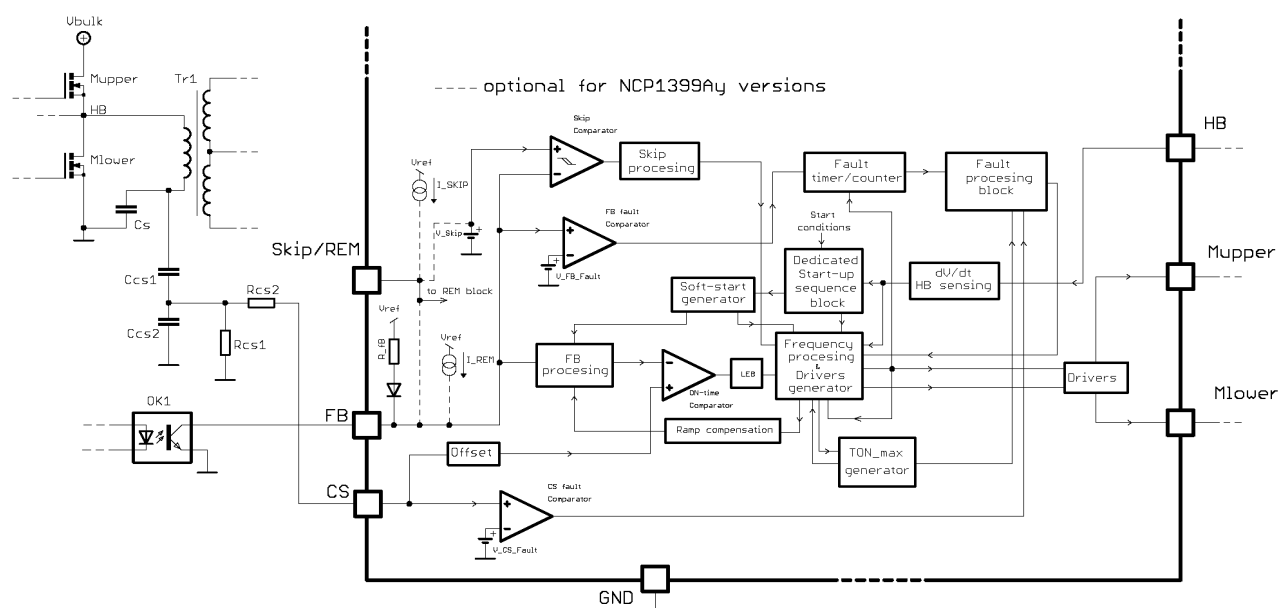 Vbulk
Mupper
Tr1
HB
Mlower
Cs
Ccs1
Rcs2
Ccs2
Rcs1
OK1
---- optional for NCP1399Ay versions
Skip/REM
FB
CS
GND
HB
Mupper
Mlower
Vref
I_SKIP
V_Skip
to REM block
Vref
R_fB
Vref
I_REM
Skip
Comparator
Skip
procesing
FB fault
Comparator
V_FB_Fault
Fault
timer/counter
Fault
procesing
block
Start
conditions
Dedicated
Start-up
sequence
block
dV/dt
HB sensing
Soft-start
generator
FB
procesing
ON-time
Comparator
LEB
Frequency
procesing
&
Drivers
generator
Drivers
Ramp compensation
Offset
TON_max
generator
CS fault
Comparator
V_CS_Fault